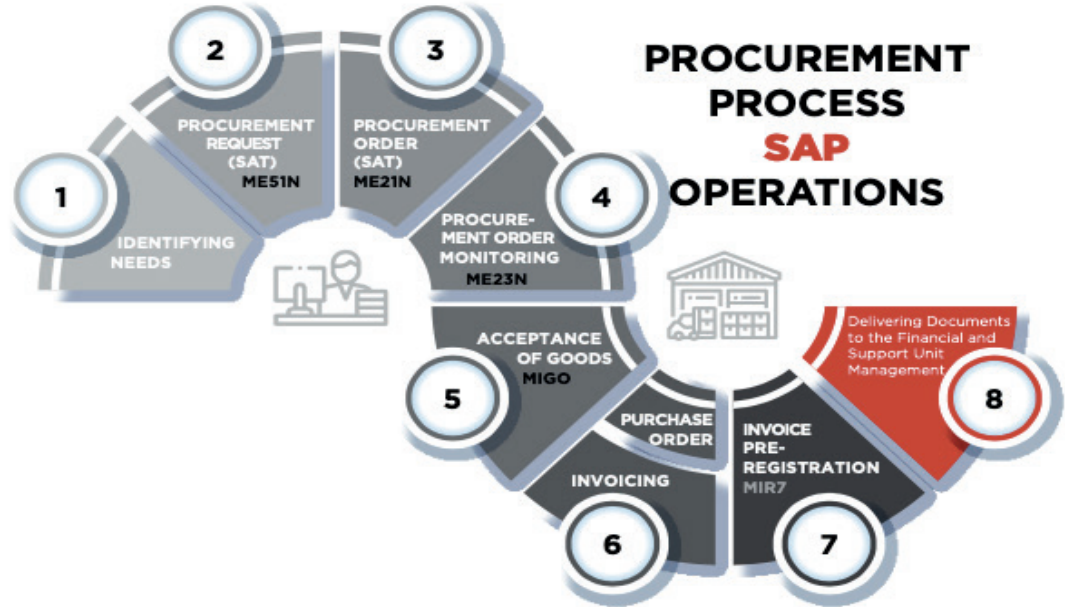 PROCUREMENT
PROCESS
SAP
OPERATIONS
1
IDENTIFYING
NEEDS
2
PROCUREMENT
REQUEST
(SAT)
ME51N
3
PROCUREMENT
ORDER
(SAT)
ME21N
4
PROCURE-
MENT ORDER
MONITORING
ME23N
5
ACCEPTANCE
OF GOODS
MIGO
PURCHASE
ORDER
INVOICING
6
INVOICE
PRE-
REGISTRATION
MIR7
7
Delivering Documents
to the Financial and
Support Unit
Management
8